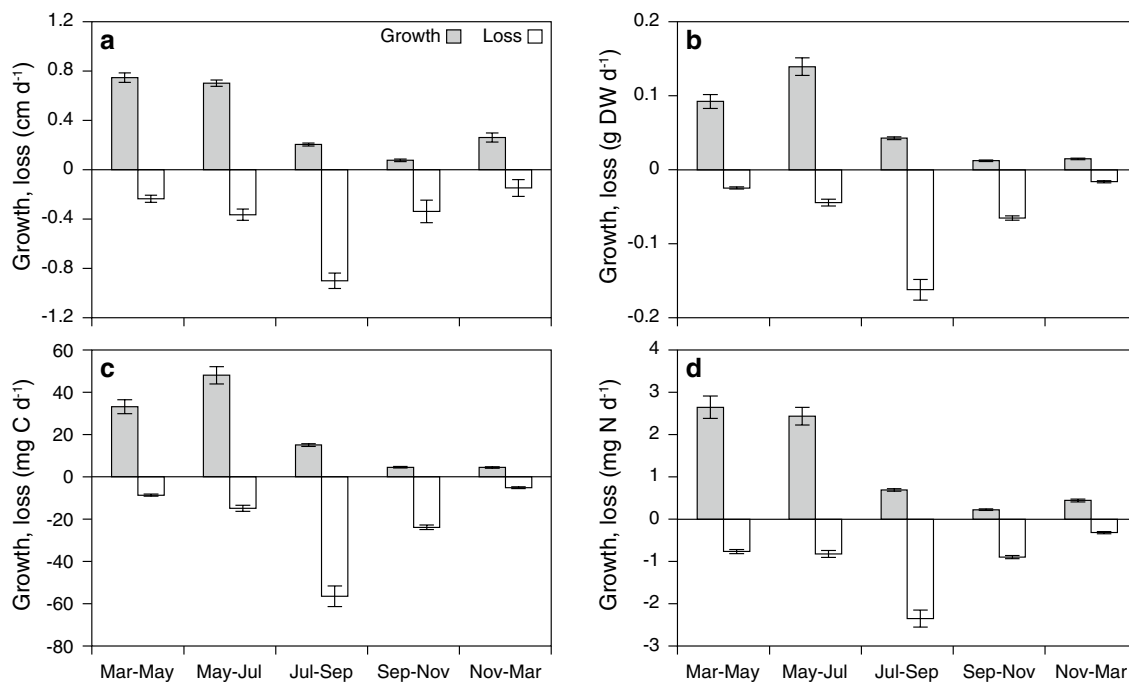 a
Growth Loss
Growth, loss (cm d-1)
1.2
0.8
0.4
0
-0.4
-0.8
-1.2
b
Growth, loss (g DW d-1)
0.2
0.1
0
-0.1
-0.2
c
Growth, loss (mg C d-1)
60
40
20
0
-20
-40
-60
-80
Mar-May May-Jul Jul-Sep Sep-Nov Nov-Mar
d
Growth, loss (mg N d-1)
4
3
2
1
0
-1
-2
-3
Mar-May May-Jul Jul-Sep Sep-Nov Nov-Mar